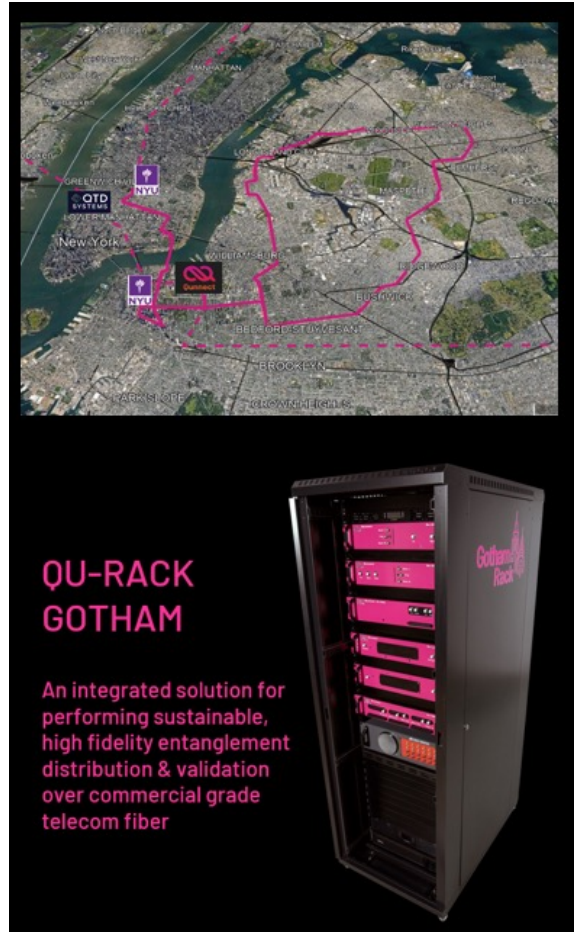 MANHATTAN
GREENWICH
NYU
QTD
SYSTEMS
LOWER MANHATTAN
New York
NYU
Qunnect
WILLIAMSBURG
MASPETH
RIDGEWOOD
BUSHWICK
BEDFORD-STUYVESANT
BROOKLYN
PARK SLOPE
CROWN HEIGHTS
QU-RACK
GOTHAM
Gotham
Rack
An integrated solution for
performing sustainable,
high fidelity entanglement
distribution & validation
over commercial grade
telecom fiber